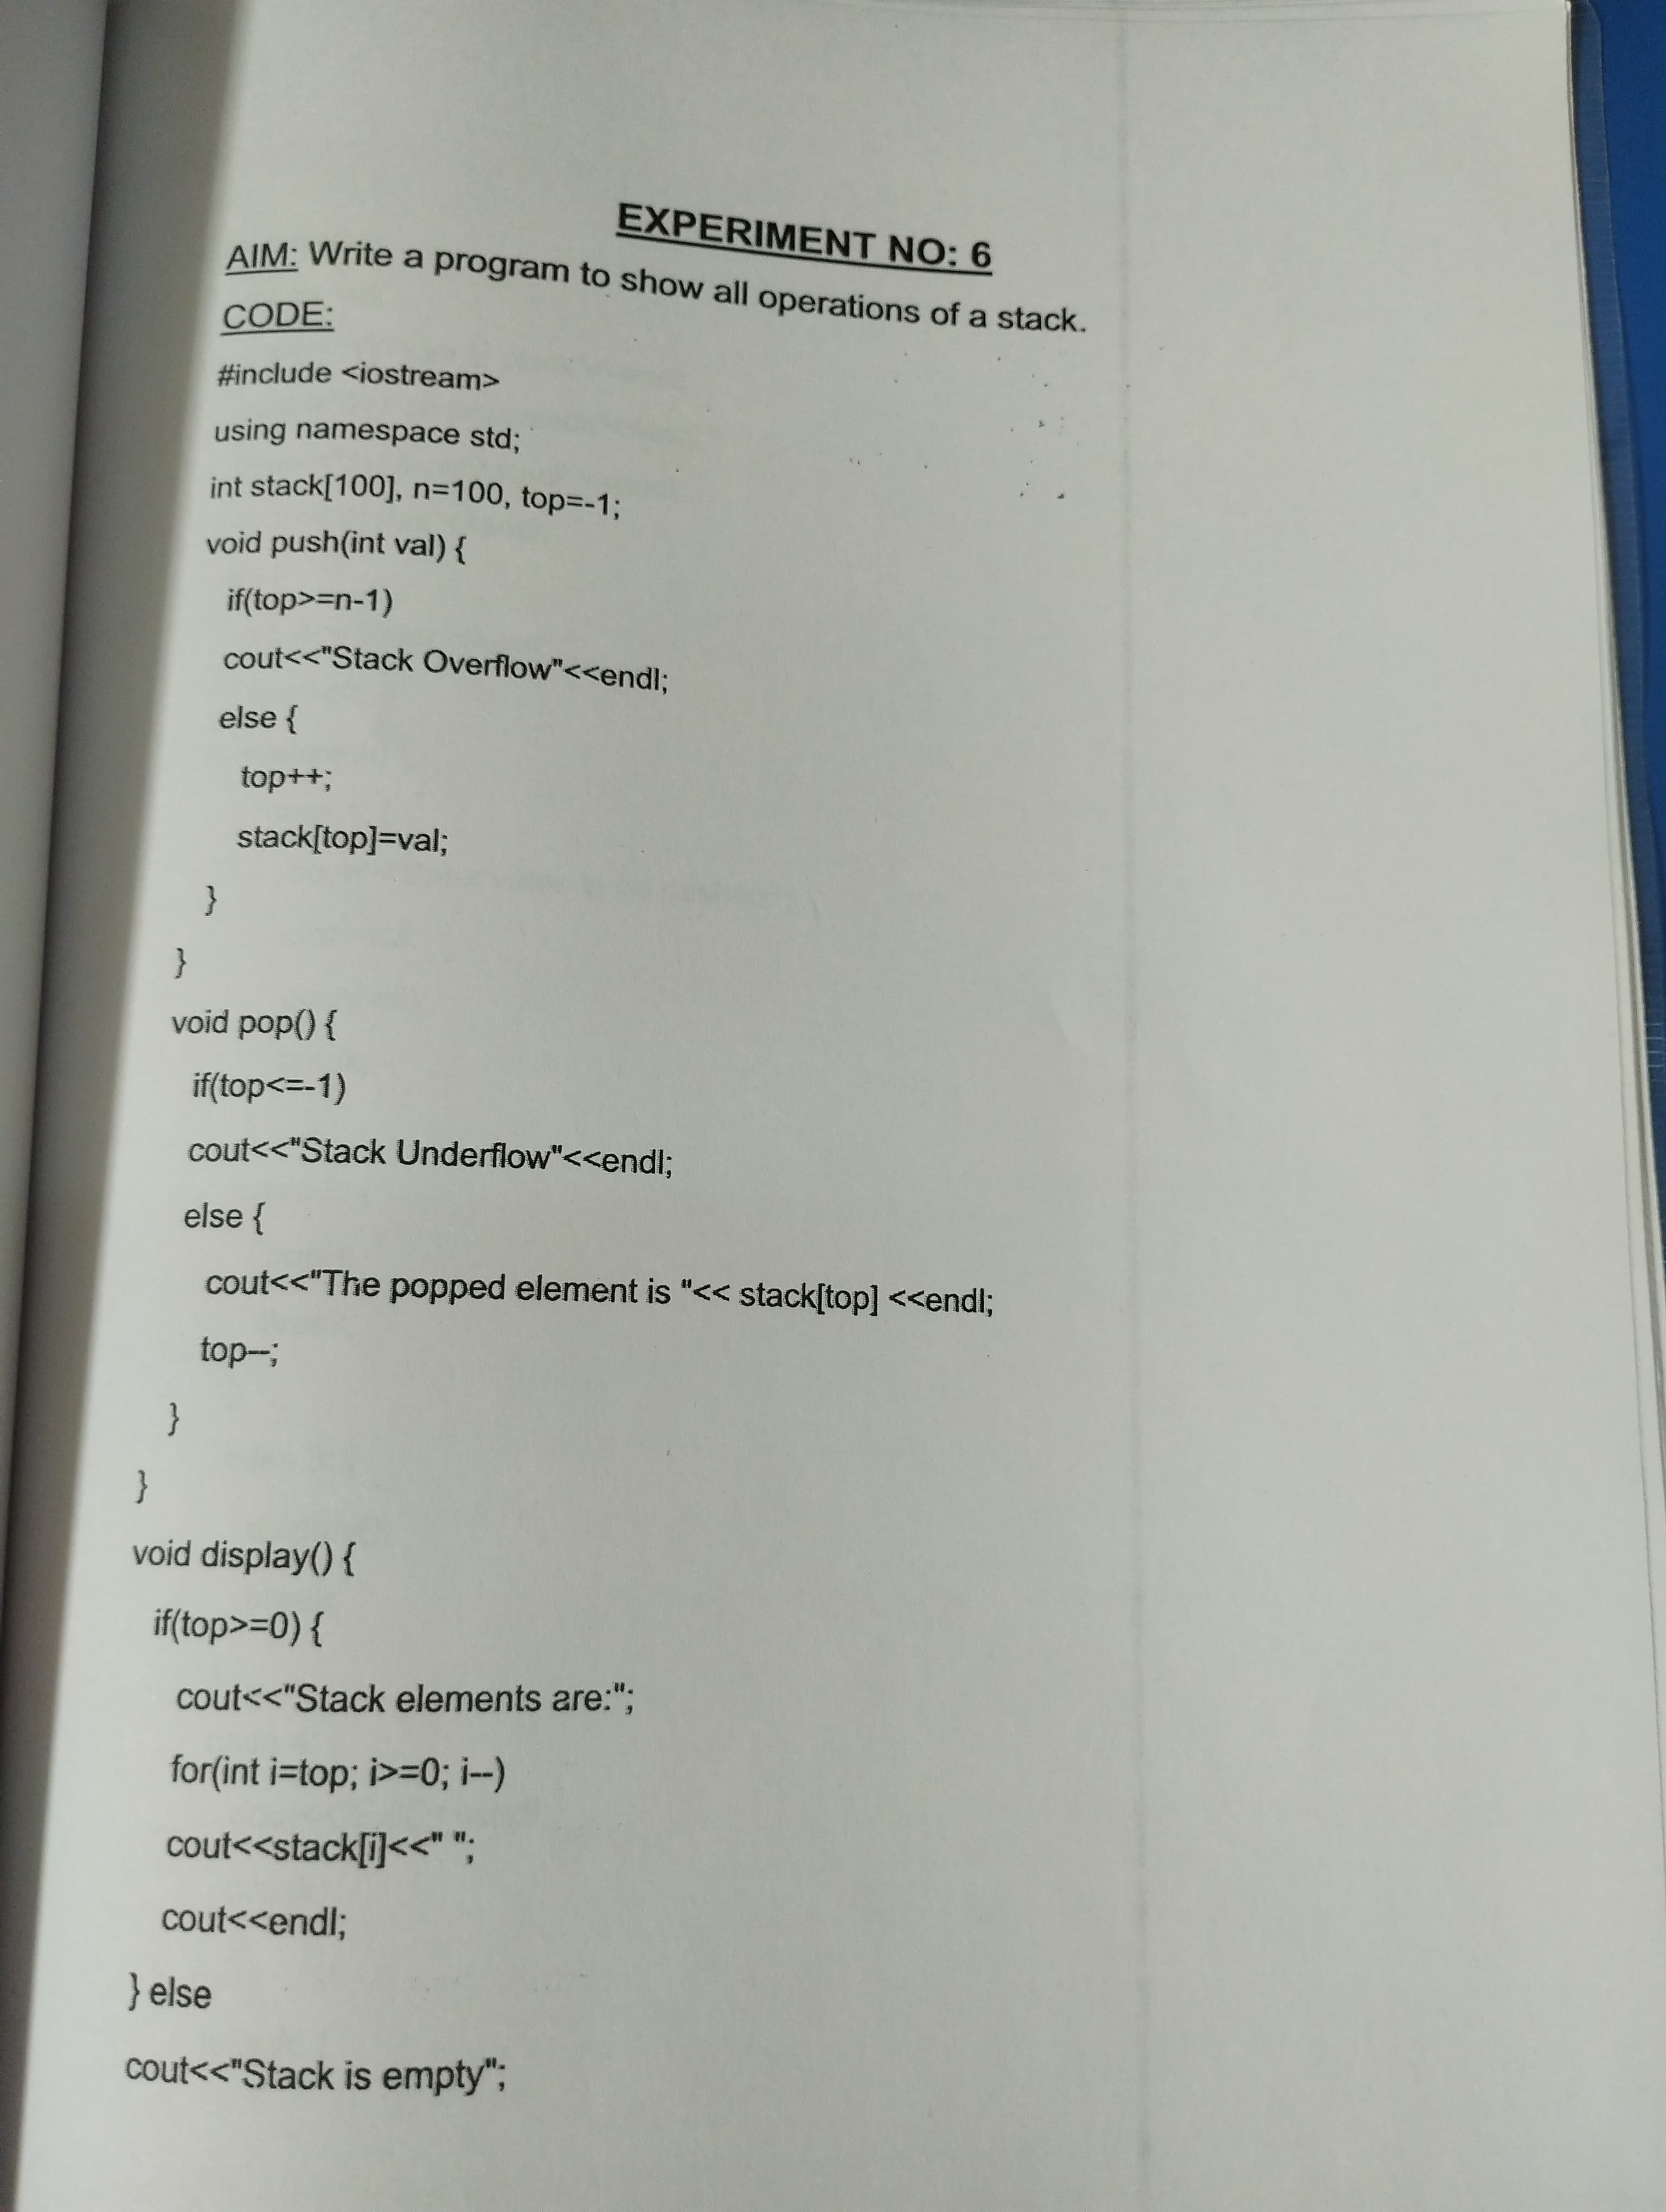 EXPERIMENT NO: 6
AIM: Write a program to show all operations of a stack.
CODE:
#include <iostream>
using namespace std;
int stack[100], n=100, top=-1;
void push(int val) {
if(top>=n-1)
cout<<"Stack Overflow"<<endl;
else {
top++;
stack[top]=val;
}
}
void pop() {
if(top<=-1)
cout<<"Stack Underflow"<<endl;
else {
cout<<"The popped element is "<< stack[top] <<endl;
top--;
}
}
void display() {
if(top>=0) {
cout<<"Stack elements are:";
for(int i=top; i>=0; i--)
cout<<stack[i]<<" ";
cout<<endl;
} else
cout<<"Stack is empty";